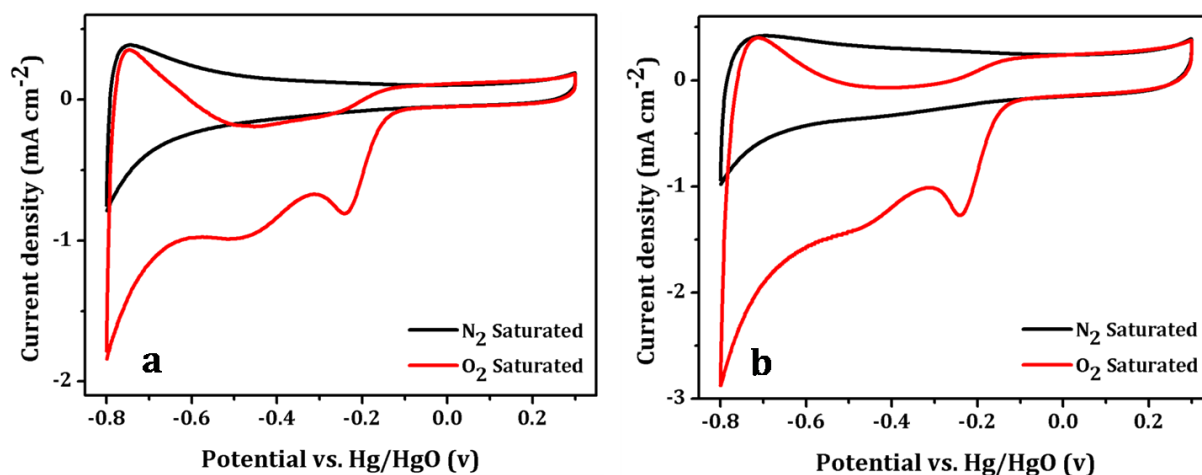 Current density (mA cm-2)
0
-1
-2
N2 Saturated
O2 Saturated
a
-0.8 -0.6 -0.4 -0.2 0.0 0.2
Potential vs. Hg/HgO (v)
Current density (mA cm-2)
0
-1
-2
-3
N2 Saturated
O2 Saturated
b
-0.8 -0.6 -0.4 -0.2 0.0 0.2
Potential vs. Hg/HgO (v)